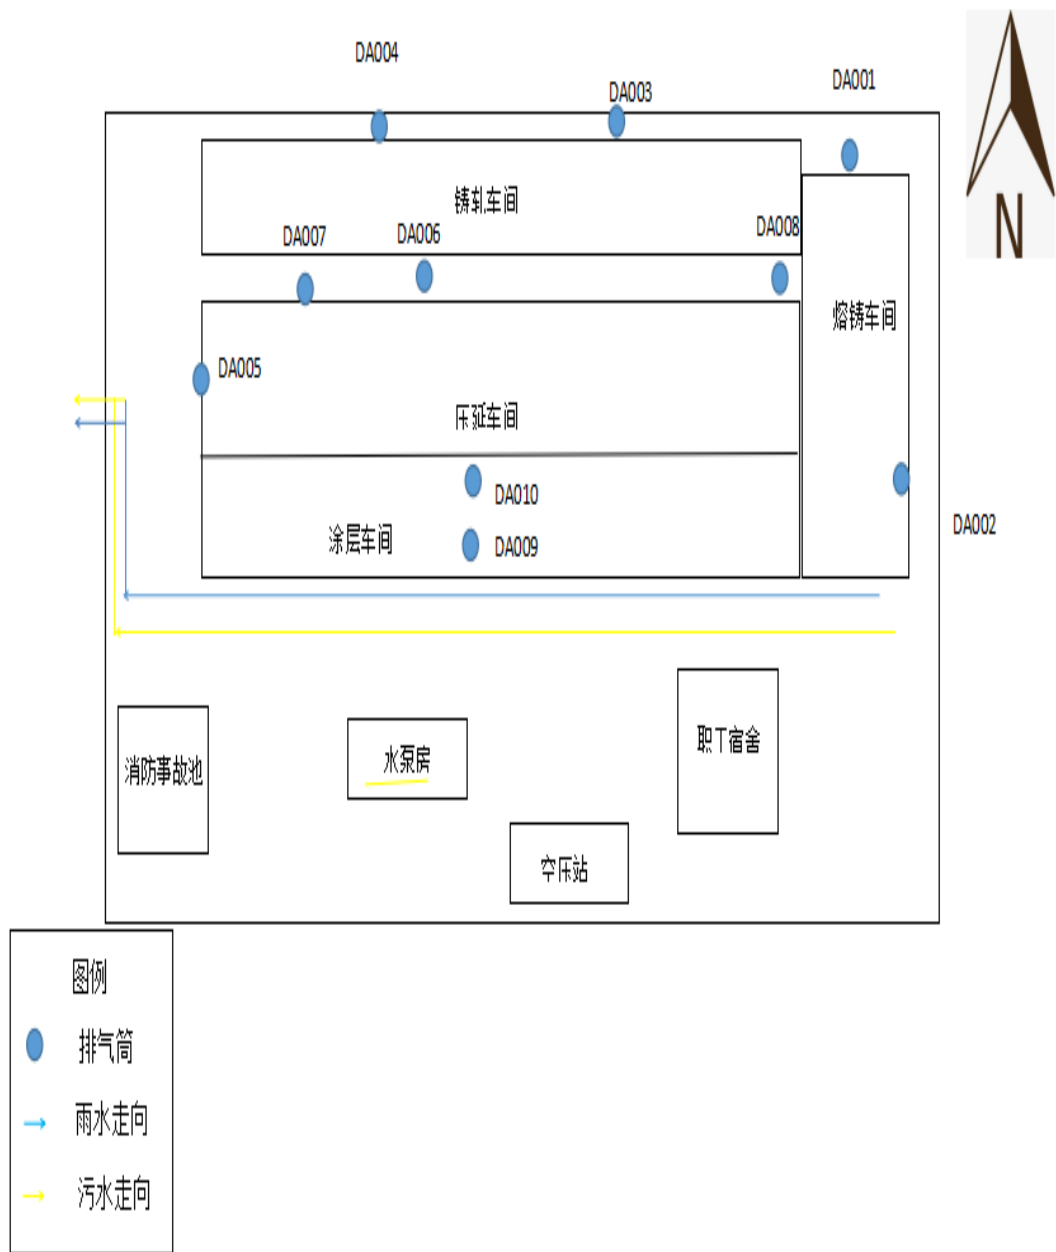 DA004
DA003
DA001
N
铸轧车间
DA007
DA006
DA008
熔铸车间
DA005
压延车间
DA010
DA002
涂层车间
DA009
职工宿舍
消防事故池
水泵房
空压站
图例
排气筒
雨水走向
污水走向